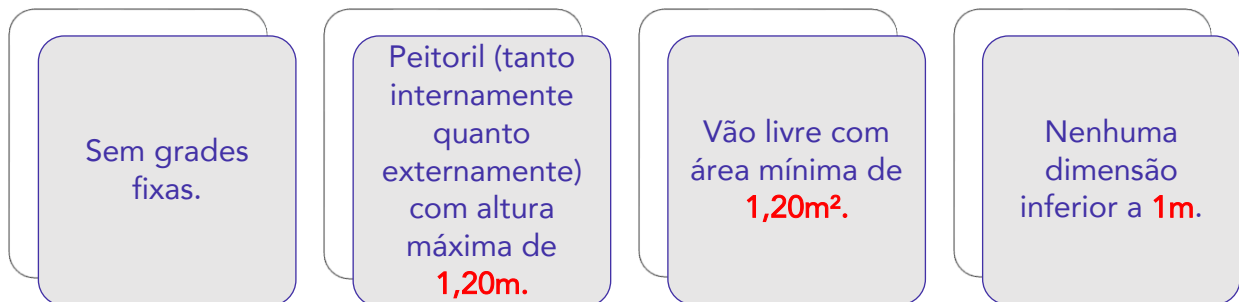 Sem grades
fixas.
Peitoril (tanto
internamente
quanto
externamente)
com altura
máxima de
1,20m.
Vão livre com
área mínima de
1,20m².
Nenhuma
dimensão
inferior a 1m.